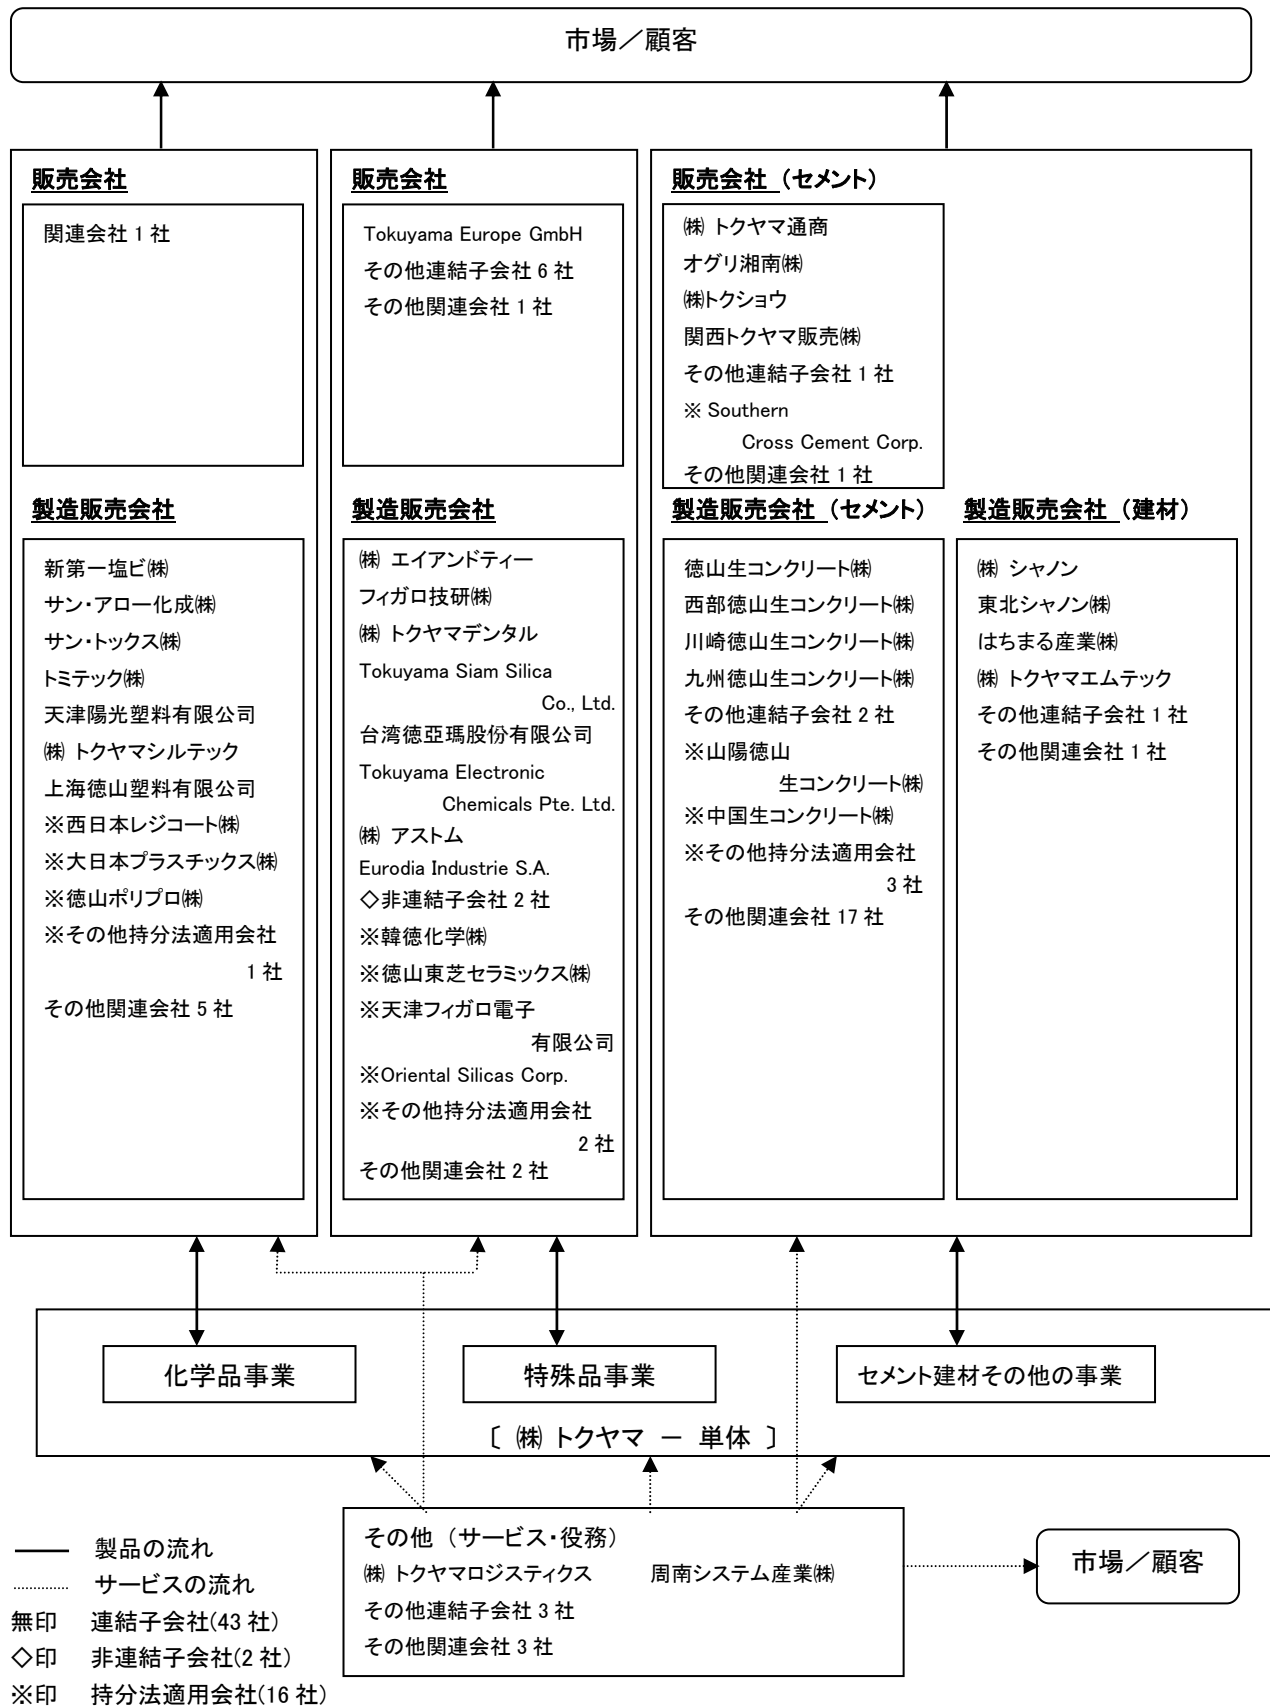 市場／顧客
販売会社
関連会社 1 社
製造販売会社
新第一塩ビ㈱
サン・アロー化成㈱
サン・トックス㈱
トミテック㈱
天津陽光塑料有限公司
㈱ トクヤマシルテック
上海徳山塑料有限公司
※西日本レジコート㈱
※大日本プラスチックス㈱
※徳山ポリプロ㈱
※その他持分法適用会社
1 社
その他関連会社 5 社
販売会社
Tokuyama Europe GmbH
その他連結子会社 6 社
その他関連会社 1 社
製造販売会社
㈱ エイアンドティー
フィガロ技研㈱
㈱ トクヤマデンタル
Tokuyama Siam Silica
Co., Ltd.
台湾徳亞瑪股份有限公司
Tokuyama Electronic
Chemicals Pte. Ltd.
㈱ アストム
Eurodia Industrie S.A.
◇非連結子会社 2 社
※韓徳化学㈱
※徳山東芝セラミックス㈱
※天津フィガロ電子
有限公司
※Oriental Silicas Corp.
※その他持分法適用会社
2 社
その他関連会社 2 社
販売会社 （セメント）
㈱ トクヤマ通商
オグリ湘南㈱
㈱トクショウ
関西トクヤマ販売㈱
その他連結子会社 1 社
※ Southern
Cross Cement Corp.
その他関連会社 1 社
製造販売会社 （セメント）
徳山生コンクリート㈱
西部徳山生コンクリート㈱
川崎徳山生コンクリート㈱
九州徳山生コンクリート㈱
その他連結子会社 2 社
※山陽徳山
生コンクリート㈱
※中国生コンクリート㈱
※その他持分法適用会社
3 社
その他関連会社 17 社
製造販売会社 （建材）
㈱ シャノン
東北シャノン㈱
はちまる産業㈱
㈱ トクヤマエムテック
その他連結子会社 1 社
その他関連会社 1 社
化学品事業
特殊品事業
セメント建材その他の事業
〔 ㈱ トクヤマ － 単体 〕
その他 （サービス・役務）
㈱ トクヤマロジスティクス 周南システム産業㈱
その他連結子会社 3 社
その他関連会社 3 社
市場／顧客
製品の流れ
サービスの流れ
無印 連結子会社(43 社)
◇印 非連結子会社(2 社)
※印 持分法適用会社(16 社)